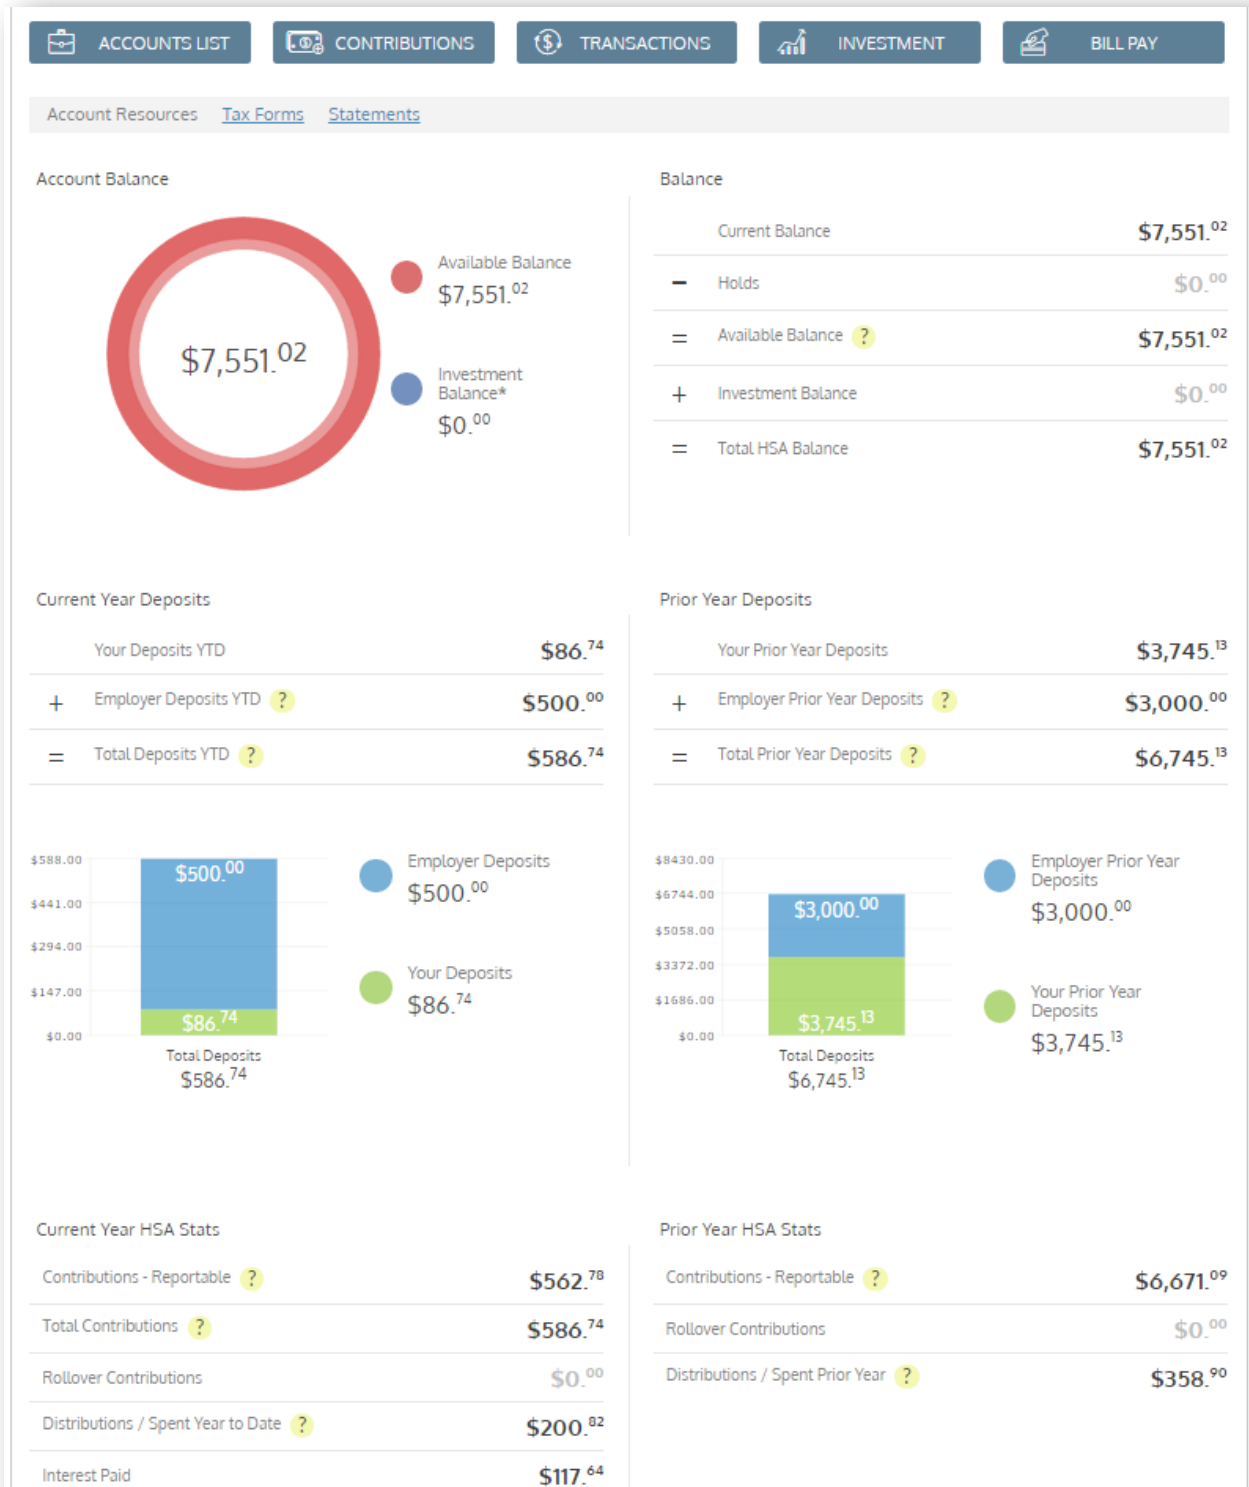 ACCOUNTS LIST
CONTRIBUTIONS
TRANSACTIONS
INVESTMENT
BILL PAY
Account Resources Tax Forms Statements
Account Balance
$7,551.02
Available Balance
$7,551.02
Investment
Balance*
$0.00
Balance
Current Balance $7,551.02
− Holds $0.00
= Available Balance ? $7,551.02
+ Investment Balance $0.00
= Total HSA Balance $7,551.02
Current Year Deposits
Your Deposits YTD $86.74
+ Employer Deposits YTD ? $500.00
= Total Deposits YTD ? $586.74
$588.00
$441.00
$294.00
$147.00
$0.00
$500.00
$86.74
Total Deposits
$586.74
Employer Deposits
$500.00
Your Deposits
$86.74
Prior Year Deposits
Your Prior Year Deposits $3,745.13
+ Employer Prior Year Deposits ? $3,000.00
= Total Prior Year Deposits ? $6,745.13
$8430.00
$6744.00
$5058.00
$3372.00
$1686.00
$0.00
$3,000.00
$3,745.13
Total Deposits
$6,745.13
Employer Prior Year
Deposits
$3,000.00
Your Prior Year
Deposits
$3,745.13
Current Year HSA Stats
Contributions - Reportable ? $562.78
Total Contributions ? $586.74
Rollover Contributions $0.00
Distributions / Spent Year to Date ? $200.82
Interest Paid $117.64
Prior Year HSA Stats
Contributions - Reportable ? $6,671.09
Rollover Contributions $0.00
Distributions / Spent Prior Year ? $358.90